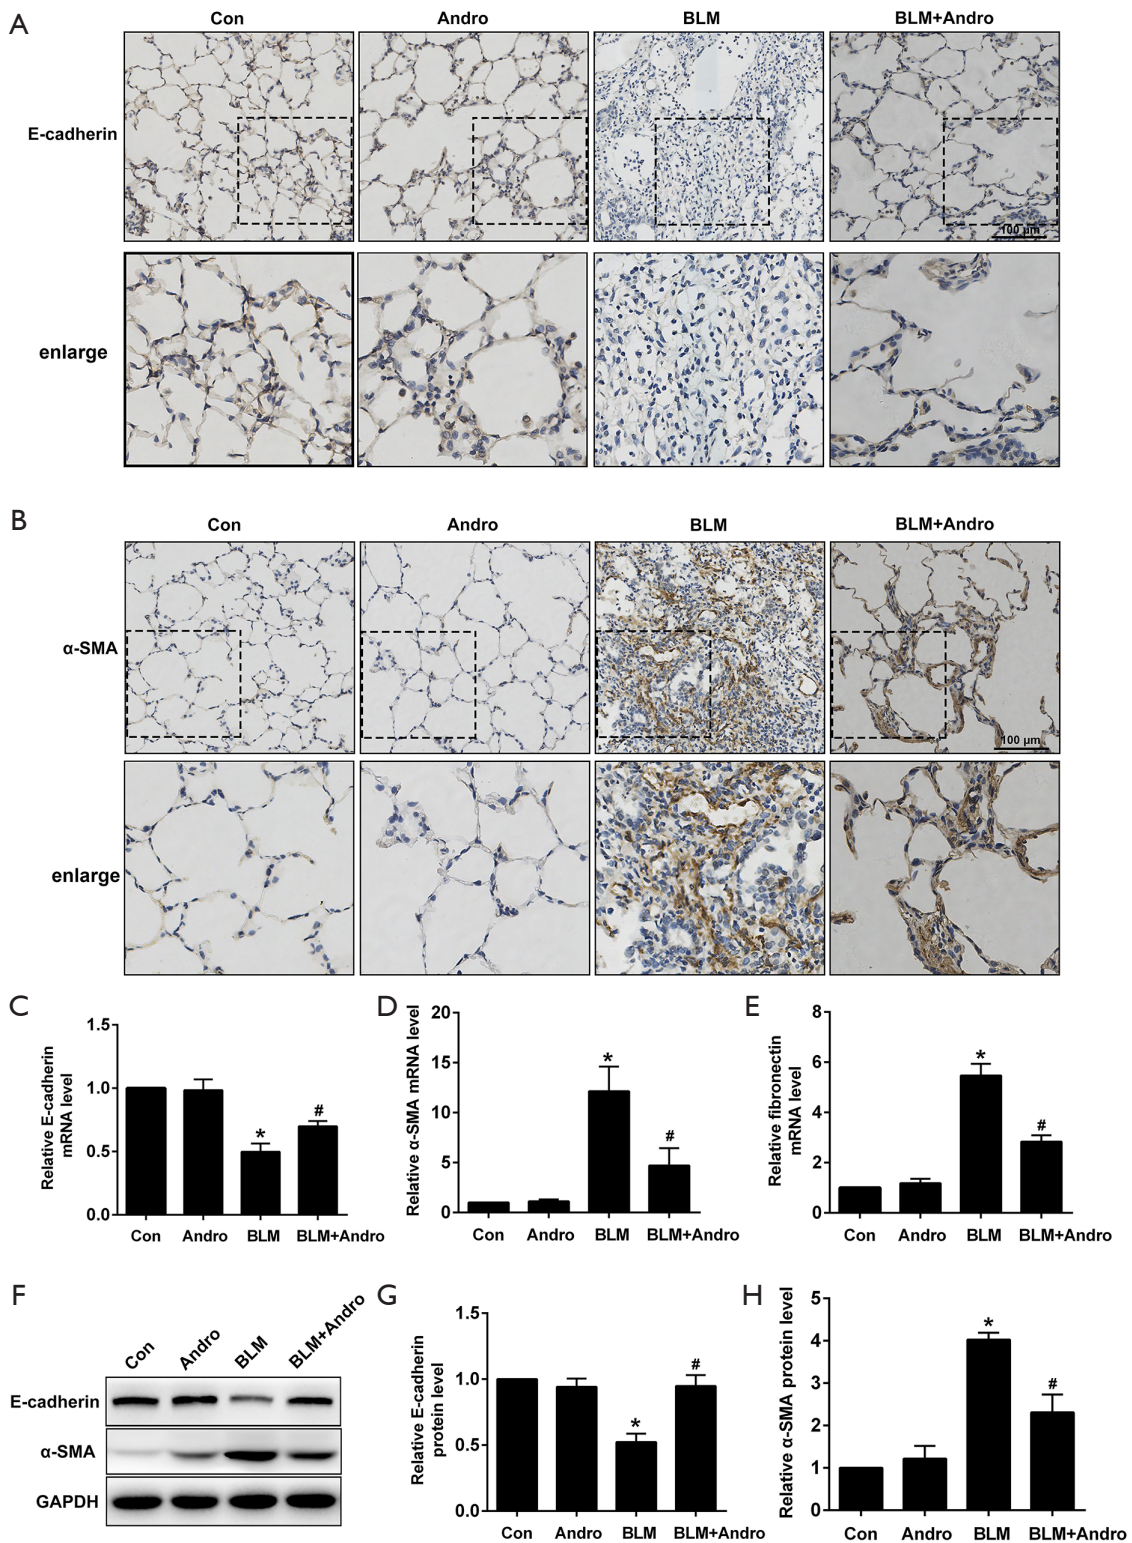 A
Con Andro BLM BLM+Andro
E-cadherin
100 μm
enlarge
B
Con Andro BLM BLM+Andro
α-SMA
100 μm
enlarge
C
Relative E-cadherin
mRNA level
1.5
1.0
0.5
0.0
*
#
Con Andro BLM BLM+Andro
D
Relative α-SMA mRNA level
20
15
10
5
0
*
#
Con Andro BLM BLM+Andro
E
Relative fibronectin
mRNA level
8
6
4
2
0
*
#
Con Andro BLM BLM+Andro
F
Con Andro BLM BLM+Andro
E-cadherin
α-SMA
GAPDH
G
Relative E-cadherin
protein level
1.5
1.0
0.5
0.0
*
#
Con Andro BLM BLM+Andro
H
Relative α-SMA protein level
5
4
3
2
1
0
*
#
Con Andro BLM BLM+Andro